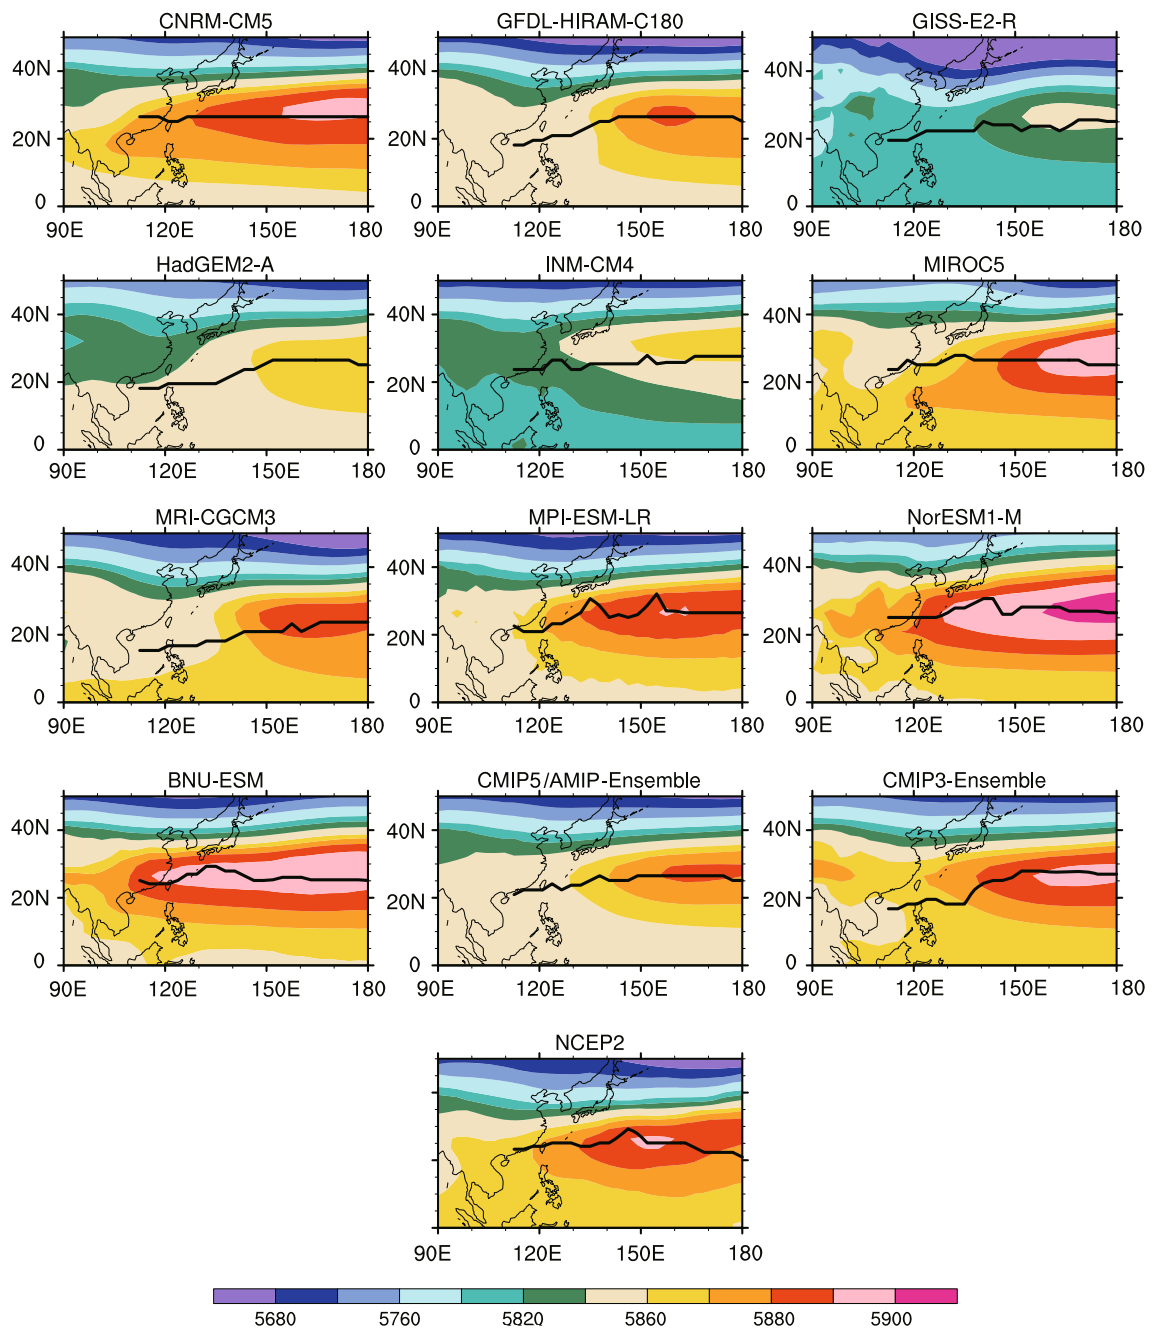 CNRM-CM5 GFDL-HIRAM-C180 GISS-E2-R
40N 40N 40N
20N 20N 20N
0 0 0
90E 120E 150E 180 90E 120E 150E 180 90E 120E 150E 180
HadGEM2-A INM-CM4 MIROC5
40N 40N 40N
20N 20N 20N
0 0 0
90E 120E 150E 180 90E 120E 150E 180 90E 120E 150E 180
MRI-CGCM3 MPI-ESM-LR NorESM1-M
40N 40N 40N
20N 20N 20N
0 0 0
90E 120E 150E 180 90E 120E 150E 180 90E 120E 150E 180
BNU-ESM CMIP5/AMIP-Ensemble CMIP3-Ensemble
40N 40N 40N
20N 20N 20N
0 0 0
90E 120E 150E 180 90E 120E 150E 180 90E 120E 150E 180
NCEP2
90E 120E 150E 180
5680 5760 5820 5860 5880 5900